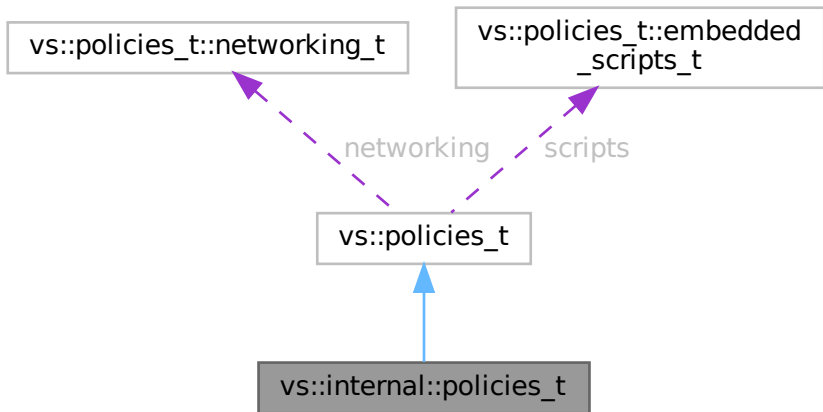 vs::policies_t::networking_t
vs::policies_t::embedded
_scripts_t
networking
scripts
vs::policies_t
vs::internal::policies_t